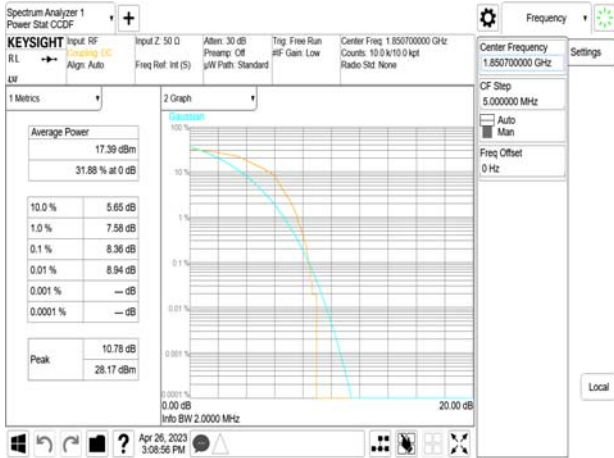 Spectrum Analyzer 1
Power Stat CCDF
Frequency
KEYSIGHT
RL
Input: RF
Coupling: DC
Align: Auto
Input Z: 50 Ω
Freq Ref: Int (S)
Atten: 30 dB
Preamp: Off
µW Path: Standard
Trig: Free Run
#IF Gain: Low
Center Freq: 1.850700000 GHz
Counts: 10.0 k/10.0 kpt
Radio Std: None
Center Frequency
1.850700000 GHz
Settings
CF Step
5.000000 MHz
Auto
Man
Freq Offset
0 Hz
Local
1 Metrics
Average Power
17.39 dBm
31.88 % at 0 dB
10.0 % 5.65 dB
1.0 % 7.58 dB
0.1 % 8.36 dB
0.01 % 8.94 dB
0.001 % --- dB
0.0001 % --- dB
Peak 10.78 dB
28.17 dBm
2 Graph
Gaussian
100 %
10 %
1 %
0.1 %
0.01 %
0.001 %
0.0001 %
0.00 dB 20.00 dB
Info BW 2.0000 MHz
?
Apr 26, 2023
3:08:56 PM